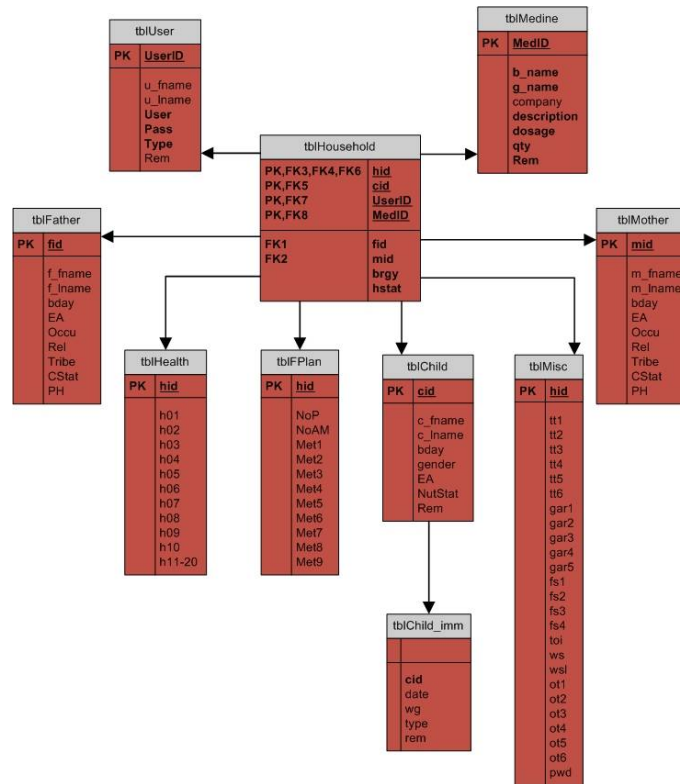 tblUser
PK UserID
u_fname
u_lname
User
Pass
Type
Rem
tblMedine
PK MedID
b_name
g_name
company
description
dosage
qty
Rem
tblHousehold
PK,FK3,FK4,FK6 hid
PK,FK5 cid
PK,FK7 UserID
PK,FK8 MedID
FK1 fid
FK2 mid
brgy
hstat
tblFather
PK fid
f_fname
f_lname
bday
EA
Occu
Rel
Tribe
CStat
PH
tblMother
PK mid
m_fname
m_lname
bday
EA
Occu
Rel
Tribe
CStat
PH
tblHealth
PK hid
h01
h02
h03
h04
h05
h06
h07
h08
h09
h10
h11-20
tblFPlan
PK hid
NoP
NoAM
Met1
Met2
Met3
Met4
Met5
Met6
Met7
Met8
Met9
tblChild
PK cid
c_fname
c_lname
bday
gender
EA
NutStat
Rem
tblMisc
PK hid
tt1
tt2
tt3
tt4
tt5
tt6
gar1
gar2
gar3
gar4
gar5
fs1
fs2
fs3
fs4
toi
ws
wsl
ot1
ot2
ot3
ot4
ot5
ot6
pwd
tblChild_imm
cid
date
wg
type
rem